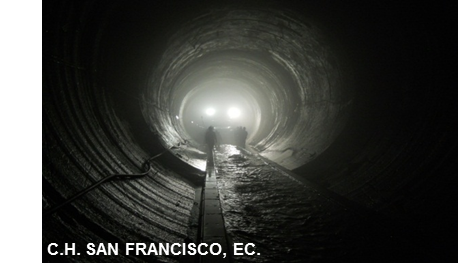 C.H. SAN FRANCISCO, EC.